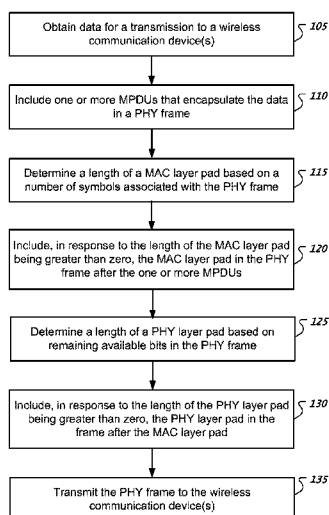 Obtain data for a transmission to a wireless
communication device(s)
105
Include one or more MPDUs that encapsulate the data
in a PHY frame
110
Determine a length of a MAC layer pad based on a
number of symbols associated with the PHY frame
115
Include, in response to the length of the MAC layer pad
being greater than zero, the MAC layer pad in the PHY
frame after the one or more MPDUs
120
Determine a length of a PHY layer pad based on
remaining available bits in the PHY frame
125
Include, in response to the length of the PHY layer pad
being greater than zero, the PHY layer pad in the
frame after the MAC layer pad
130
Transmit the PHY frame to the wireless
communication device(s)
135